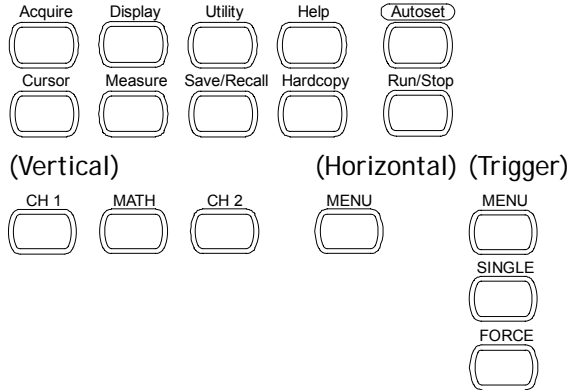 Acquire Display Utility Help Autoset
Cursor Measure Save/Recall Hardcopy Run/Stop
(Vertical) (Horizontal) (Trigger)
CH 1 MATH CH 2 MENU MENU
SINGLE
FORCE